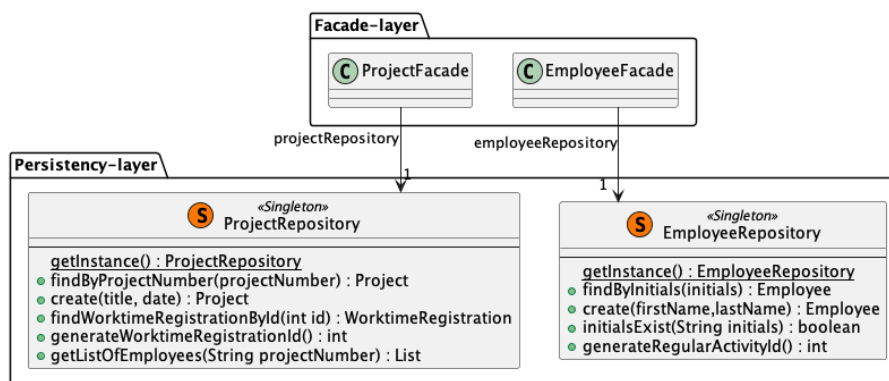 Facade-layer
C ProjectFacade
C EmployeeFacade
projectRepository
employeeRepository
Persistency-layer
1
1
«Singleton»
S ProjectRepository
getInstance() : ProjectRepository
findByProjectNumber(projectNumber) : Project
create(title, date) : Project
findWorktimeRegistrationById(int id) : WorktimeRegistration
generateWorktimeRegistrationId() : int
getListOfEmployees(String projectNumber) : List
«Singleton»
S EmployeeRepository
getInstance() : EmployeeRepository
findByInitials(initials) : Employee
create(firstName,lastName) : Employee
initialsExist(String initials) : boolean
generateRegularActivityId() : int